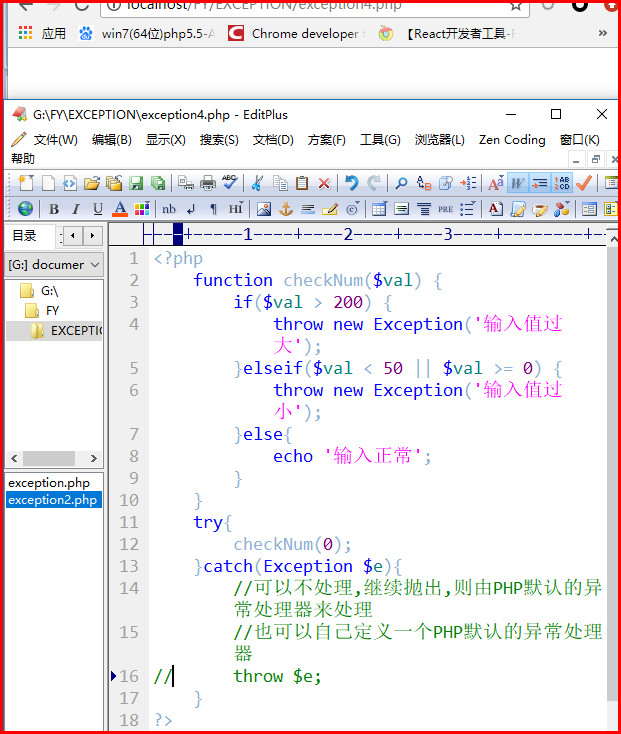 localhost/FY/EXCEPTION/exception4.php
应用 win7(64位)php5.5- Chrome developer 【React开发者工具-
G:\FY\EXCEPTION\exception4.php - EditPlus
文件(W) 编辑(B) 显示(X) 搜索(S) 文档(D) 方案(F) 工具(G) 浏览器(L) Zen Coding 窗口(K)
帮助
目录
[G:] documer
G:\
FY
EXCEPTIO
exception.php
exception2.php
----+----1----+----2----+----3----+----
1 <?php
2 function checkNum($val) {
3 if($val > 200) {
4 throw new Exception('输入值过
大');
5 }elseif($val < 50 || $val >= 0) {
6 throw new Exception('输入值过
小');
7 }else{
8 echo '输入正常';
9 }
10 }
11 try{
12 checkNum(0);
13 }catch(Exception $e){
14 //可以不处理,继续抛出,则由PHP默认的异
常处理器来处理
15 //也可以自己定义一个PHP默认的异常处理
器
16 // throw $e;
17 }
18 ?>